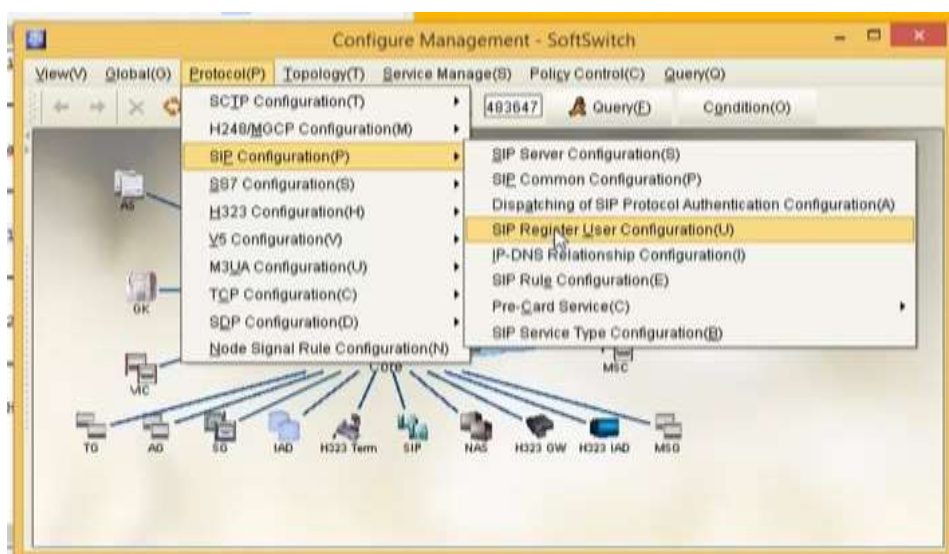 Configure Management - SoftSwitch
View(V) Global(G) Protocol(P) Topology(T) Service Manage(S) Policy Control(C) Query(Q)
483647 Query(E) Condition(O)
SCTP Configuration(T)
H248/MGCP Configuration(M)
SIP Configuration(P)
SS7 Configuration(S)
H323 Configuration(H)
V5 Configuration(V)
M3UA Configuration(U)
TCP Configuration(C)
SDP Configuration(D)
Node Signal Rule Configuration(N)
SIP Server Configuration(S)
SIP Common Configuration(P)
Dispatching of SIP Protocol Authentication Configuration(A)
SIP Register User Configuration(U)
IP-DNS Relationship Configuration(I)
SIP Rule Configuration(E)
Pre-Card Service(C)
SIP Service Type Configuration(B)
AS
GK
VIC
Core
MSC
TG AG SG IAD H323 Term SIP NAS H323 GW H323 IAD MSG